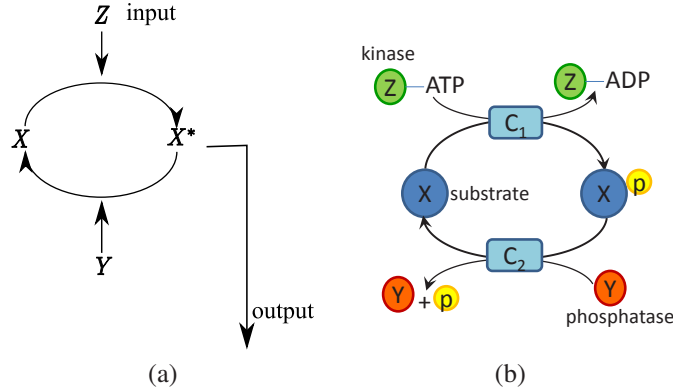 Z input
X
X*
Y
output
(a)
kinase
Z ATP
Z ADP
C1
X substrate
X p
C2
Y + p
Y
phosphatase
(b)